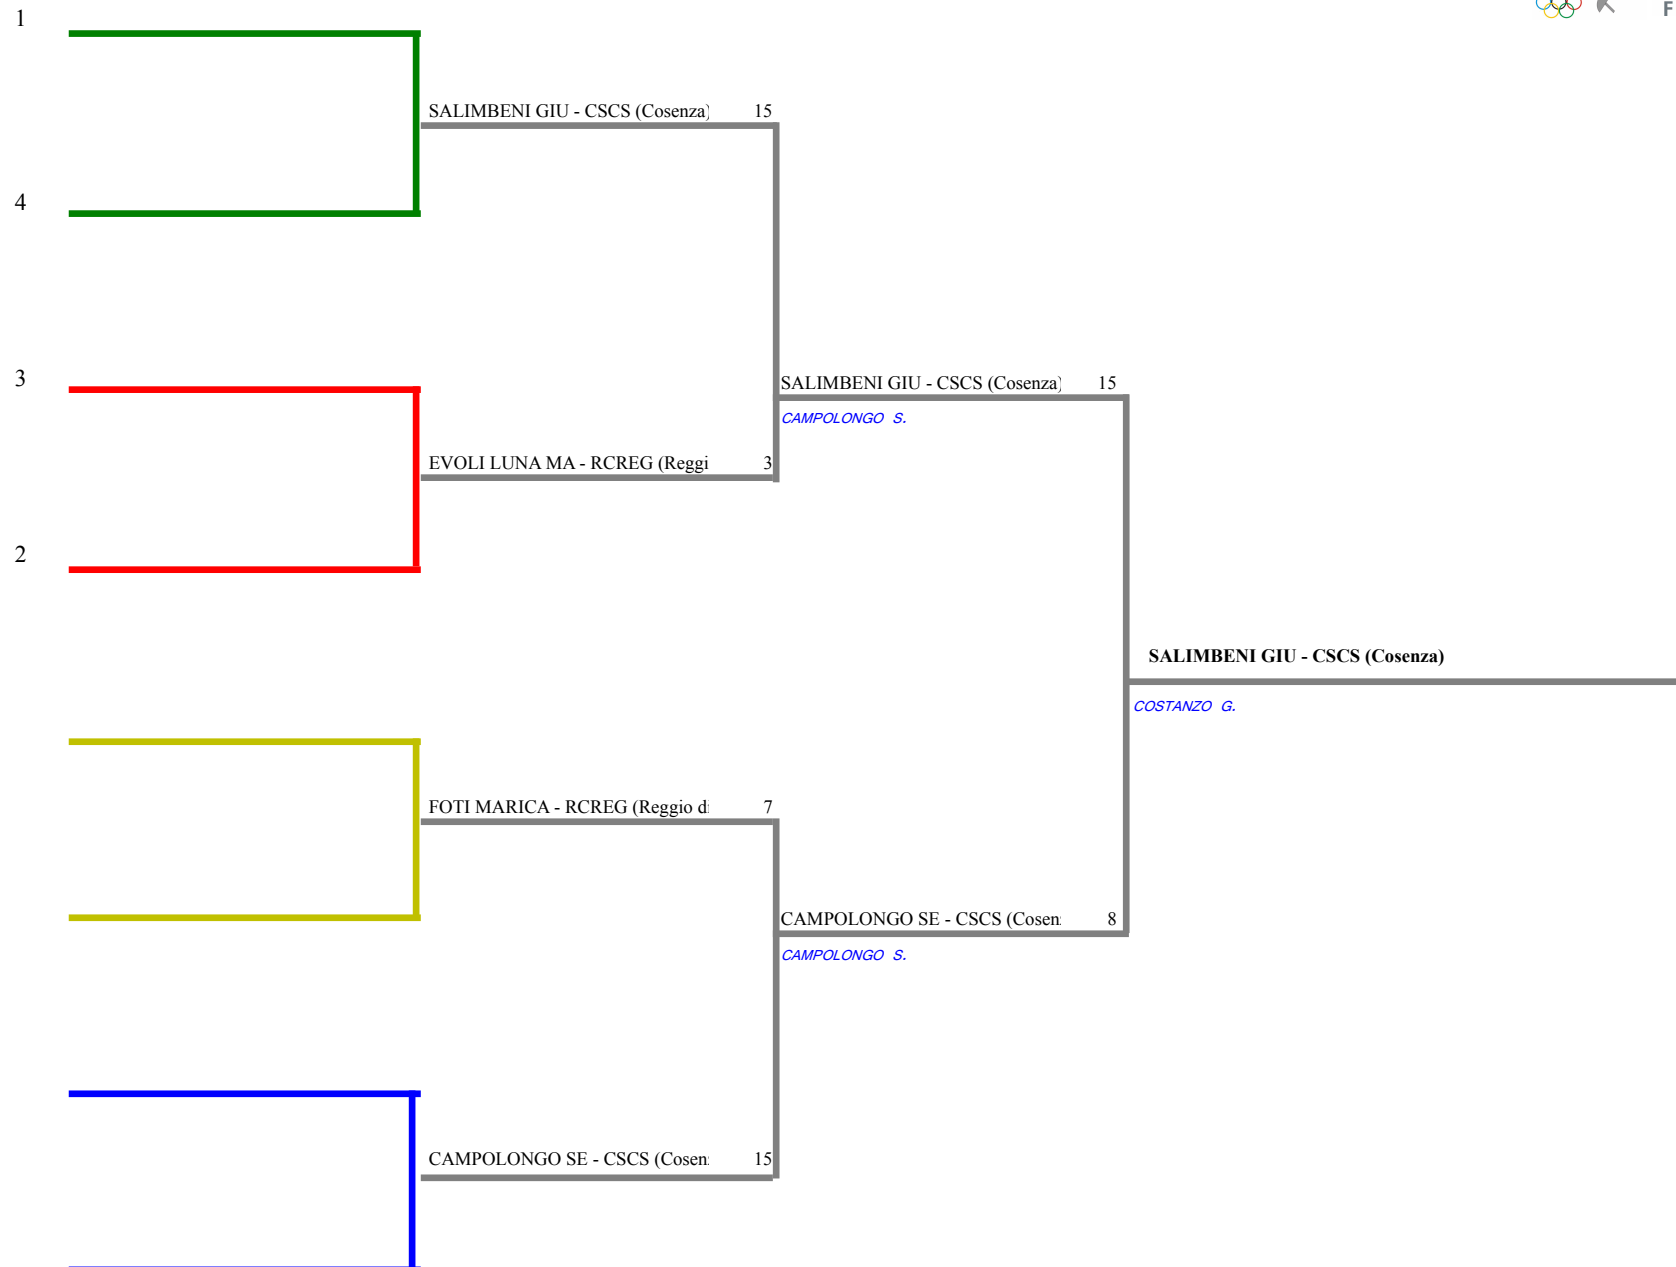 F
1
SALIMBENI GIU - CSCS (Cosenza) 15
4
3
SALIMBENI GIU - CSCS (Cosenza) 15
CAMPOLONGO S.
EVOLI LUNA MA - RCREG (Reggi 3
2
SALIMBENI GIU - CSCS (Cosenza)
COSTANZO G.
FOTI MARICA - RCREG (Reggio d 7
CAMPOLONGO SE - CSCS (Cosen 8
CAMPOLONGO S.
CAMPOLONGO SE - CSCS (Cosen 15